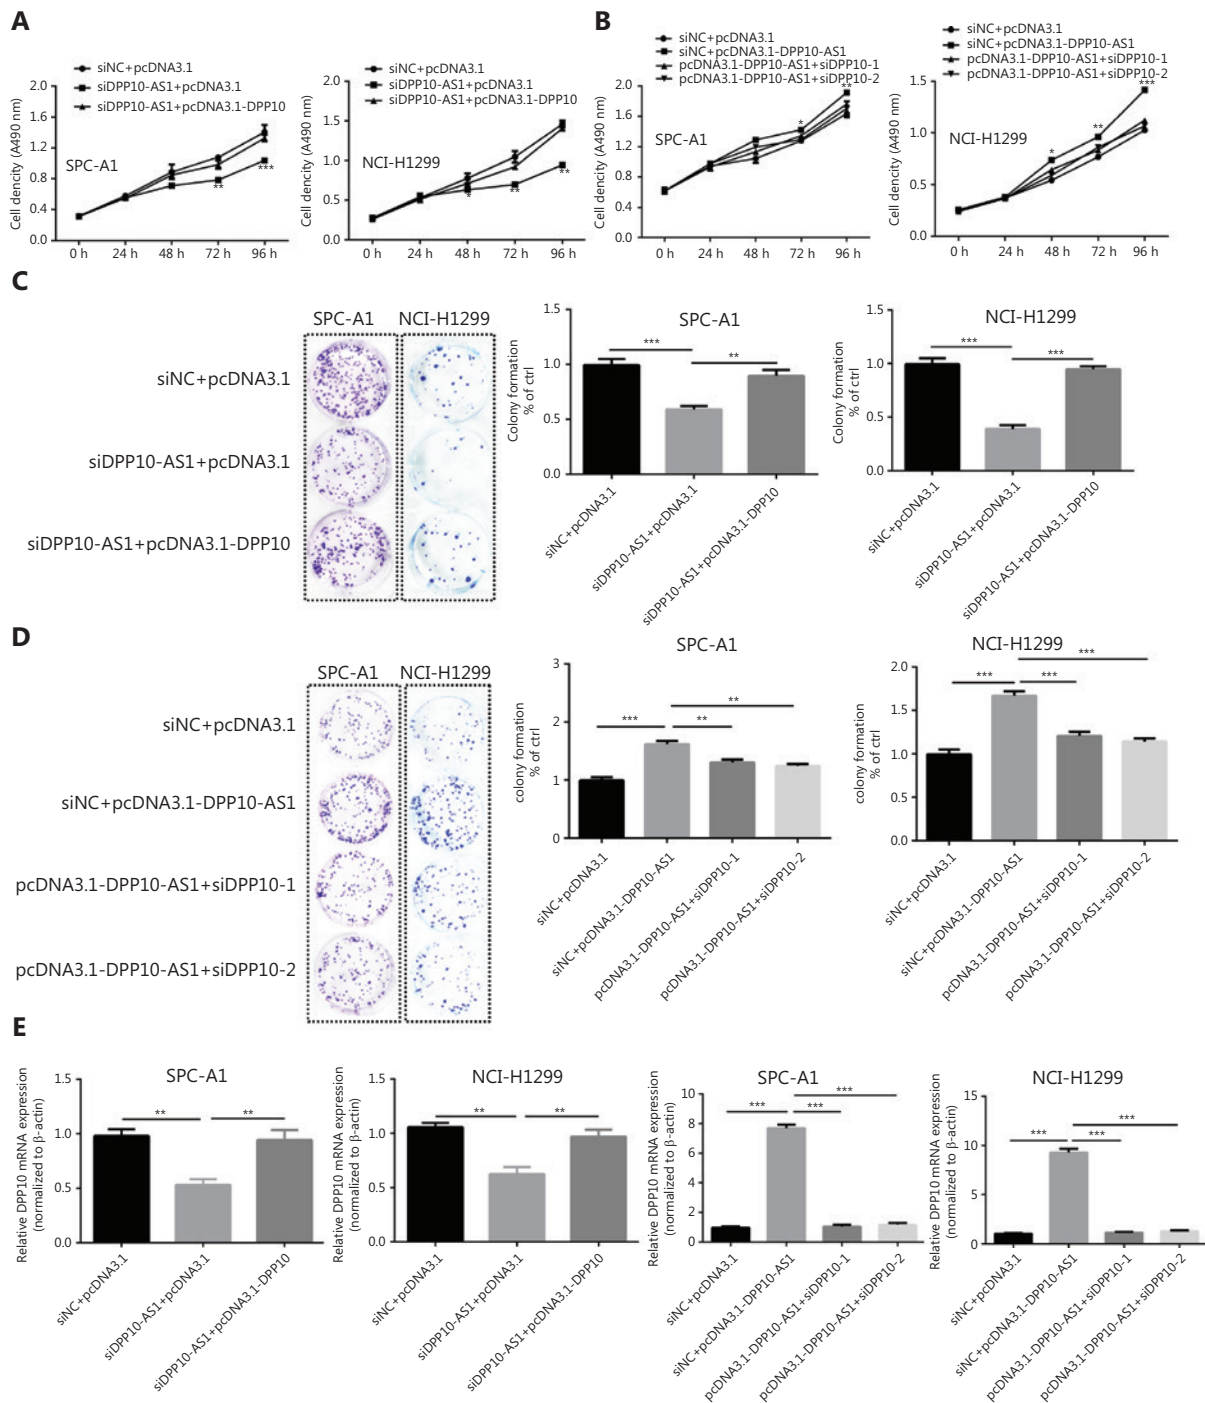 A
siNC+pcDNA3.1
siDPP10-AS1+pcDNA3.1
siDPP10-AS1+pcDNA3.1-DPP10
Cell dencity (A490 nm)
2.0
1.6
1.2
0.8
0.4
0.0
SPC-A1
**
***
0 h 24 h 48 h 72 h 96 h
siNC+pcDNA3.1
siDPP10-AS1+pcDNA3.1
siDPP10-AS1+pcDNA3.1-DPP10
Cell dencity (A490 nm)
2.0
1.5
1.0
0.5
0.0
NCI-H1299
*
**
**
0 h 24 h 48 h 72 h 96 h
B
siNC+pcDNA3.1
siNC+pcDNA3.1-DPP10-AS1
pcDNA3.1-DPP10-AS1+siDPP10-1
pcDNA3.1-DPP10-AS1+siDPP10-2
Cell dencity (A490 nm)
2.0
1.6
1.2
0.8
0.4
0.0
SPC-A1
*
**
0 h 24 h 48 h 72 h 96 h
siNC+pcDNA3.1
siNC+pcDNA3.1-DPP10-AS1
pcDNA3.1-DPP10-AS1+siDPP10-1
pcDNA3.1-DPP10-AS1+siDPP10-2
Cell dencity (A490 nm)
1.5
1.0
0.5
0.0
NCI-H1299
*
**
***
0 h 24 h 48 h 72 h 96 h
C
SPC-A1 NCI-H1299
siNC+pcDNA3.1
siDPP10-AS1+pcDNA3.1
siDPP10-AS1+pcDNA3.1-DPP10
SPC-A1
Colony formation
% of ctrl
1.5
1.0
0.5
0.0
*** **
siNC+pcDNA3.1
siDPP10-AS1+pcDNA3.1
siDPP10-AS1+pcDNA3.1-DPP10
NCI-H1299
Colony formation
% of ctrl
1.5
1.0
0.5
0.0
*** ***
siNC+pcDNA3.1
siDPP10-AS1+pcDNA3.1
siDPP10-AS1+pcDNA3.1-DPP10
D
SPC-A1 NCI-H1299
siNC+pcDNA3.1
siNC+pcDNA3.1-DPP10-AS1
pcDNA3.1-DPP10-AS1+siDPP10-1
pcDNA3.1-DPP10-AS1+siDPP10-2
SPC-A1
colony formation
% of ctrl
3
2
1
0
**
*** **
siNC+pcDNA3.1
siNC+pcDNA3.1-DPP10-AS1
pcDNA3.1-DPP10-AS1+siDPP10-1
pcDNA3.1-DPP10-AS1+siDPP10-2
NCI-H1299
colony formation
% of ctrl
2.0
1.5
1.0
0.5
0.0
***
*** ***
siNC+pcDNA3.1
siNC+pcDNA3.1-DPP10-AS1
pcDNA3.1-DPP10-AS1+siDPP10-1
pcDNA3.1-DPP10-AS1+siDPP10-2
E
SPC-A1
Relative DPP10 mRNA expression
(normalized to β-actin)
1.5
1.0
0.5
0.0
** **
siNC+pcDNA3.1
siDPP10-AS1+pcDNA3.1
siDPP10-AS1+pcDNA3.1-DPP10
NCI-H1299
Relative DPP10 mRNA expression
(normalized to β-actin)
1.5
1.0
0.5
0.0
** **
siNC+pcDNA3.1
siDPP10-AS1+pcDNA3.1
siDPP10-AS1+pcDNA3.1-DPP10
SPC-A1
Relative DPP10 mRNA expression
(normalized to β-actin)
10
8
6
4
2
0
***
*** ***
siNC+pcDNA3.1
siNC+pcDNA3.1-DPP10-AS1
pcDNA3.1-DPP10-AS1+siDPP10-1
pcDNA3.1-DPP10-AS1+siDPP10-2
NCI-H1299
Relative DPP10 mRNA expression
(normalized to β-actin)
15
10
5
0
***
*** ***
siNC+pcDNA3.1
siNC+pcDNA3.1-DPP10-AS1
pcDNA3.1-DPP10-AS1+siDPP10-1
pcDNA3.1-DPP10-AS1+siDPP10-2